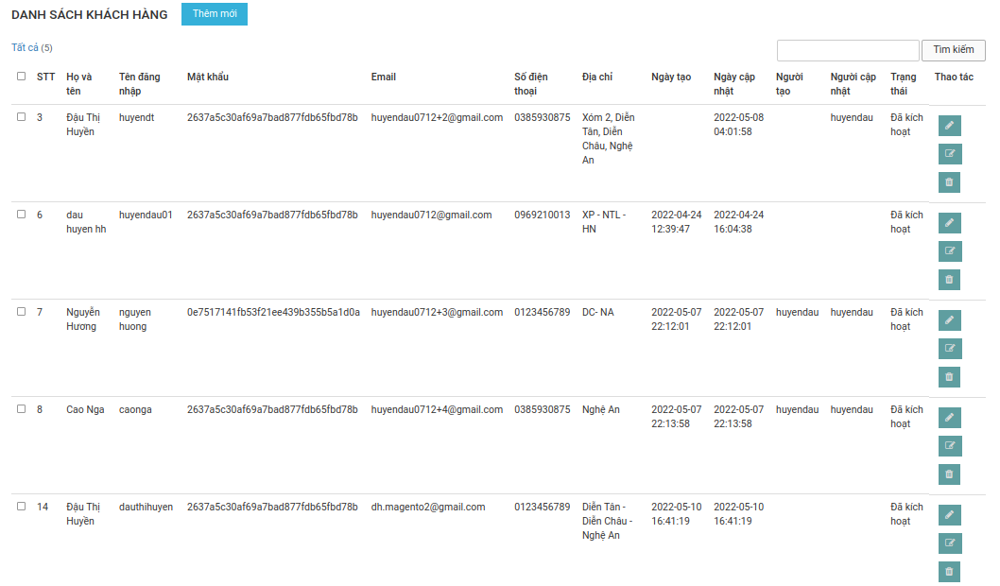 DANH SÁCH KHÁCH HÀNG Thêm mới
Tất cả (5)
Tìm kiếm
STT Họ và tên Tên đăng nhập Mật khẩu Email Số điện thoại Địa chỉ Ngày tạo Ngày cập nhật Người tạo Người cập nhật Trạng thái Thao tác
3 Đậu Thị Huyền huyendt 2637a5c30af69a7bad877fdb65fbd78b huyendau0712+2@gmail.com 0385930875 Xóm 2, Diễn Tân, Diễn Châu, Nghệ An 2022-05-08 04:01:58 huyendau Đã kích hoạt
6 dau huyen hh huyendau01 2637a5c30af69a7bad877fdb65fbd78b huyendau0712@gmail.com 0969210013 XP - NTL - HN 2022-04-24 12:39:47 2022-04-24 16:04:38 Đã kích hoạt
7 Nguyễn Hương nguyen huong 0e7517141fb53f21ee439b355b5a1d0a huyendau0712+3@gmail.com 0123456789 DC- NA 2022-05-07 22:12:01 2022-05-07 22:12:01 huyendau huyendau Đã kích hoạt
8 Cao Nga caonga 2637a5c30af69a7bad877fdb65fbd78b huyendau0712+4@gmail.com 0385930875 Nghệ An 2022-05-07 22:13:58 2022-05-07 22:13:58 huyendau huyendau Đã kích hoạt
14 Đậu Thị Huyền dauthihuyen 2637a5c30af69a7bad877fdb65fbd78b dh.magento2@gmail.com 0123456789 Diễn Tân - Diễn Châu - Nghệ An 2022-05-10 16:41:19 2022-05-10 16:41:19 Đã kích hoạt